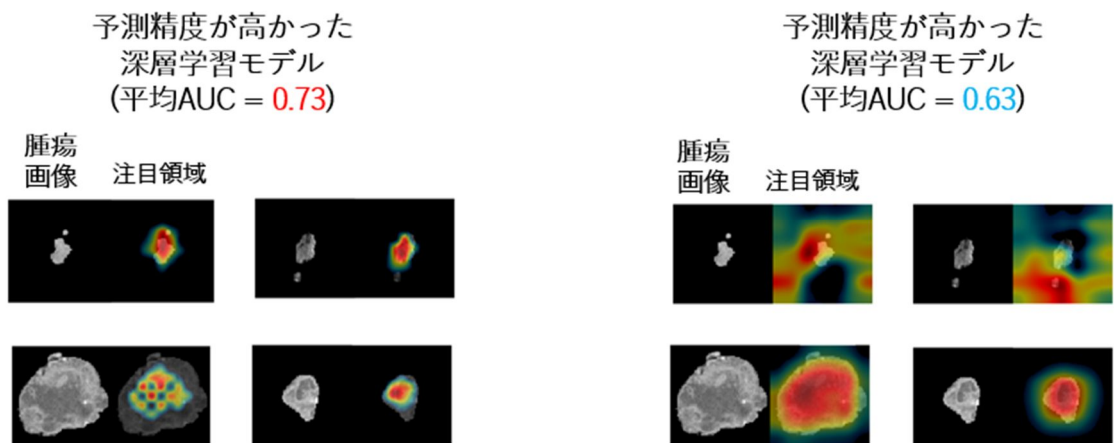 予測精度が高かった
深層学習モデル
(平均AUC = 0.73)
腫瘍
画像
注目領域
予測精度が高かった
深層学習モデル
(平均AUC = 0.63)
腫瘍
画像
注目領域